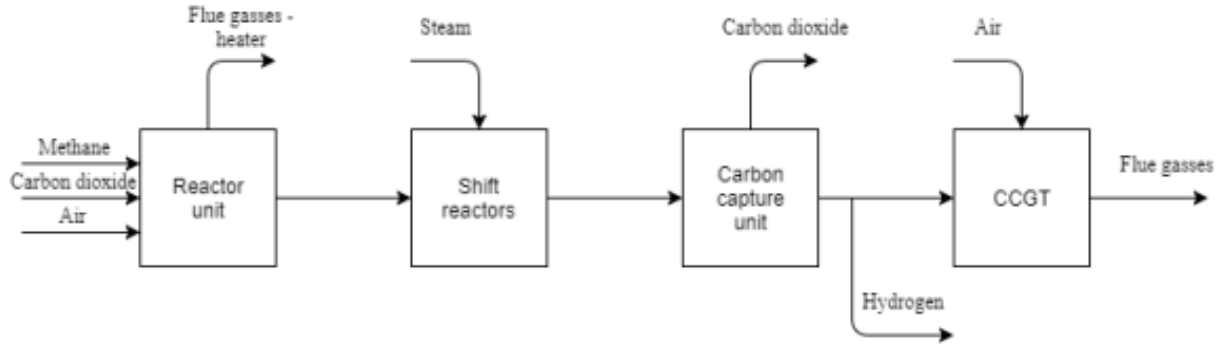 Flue gasses -
heater
Steam
Carbon dioxide
Air
Methane
Carbon dioxide
Air
Reactor
unit
Shift
reactors
Carbon
capture
unit
CCGT
Flue gasses
Hydrogen